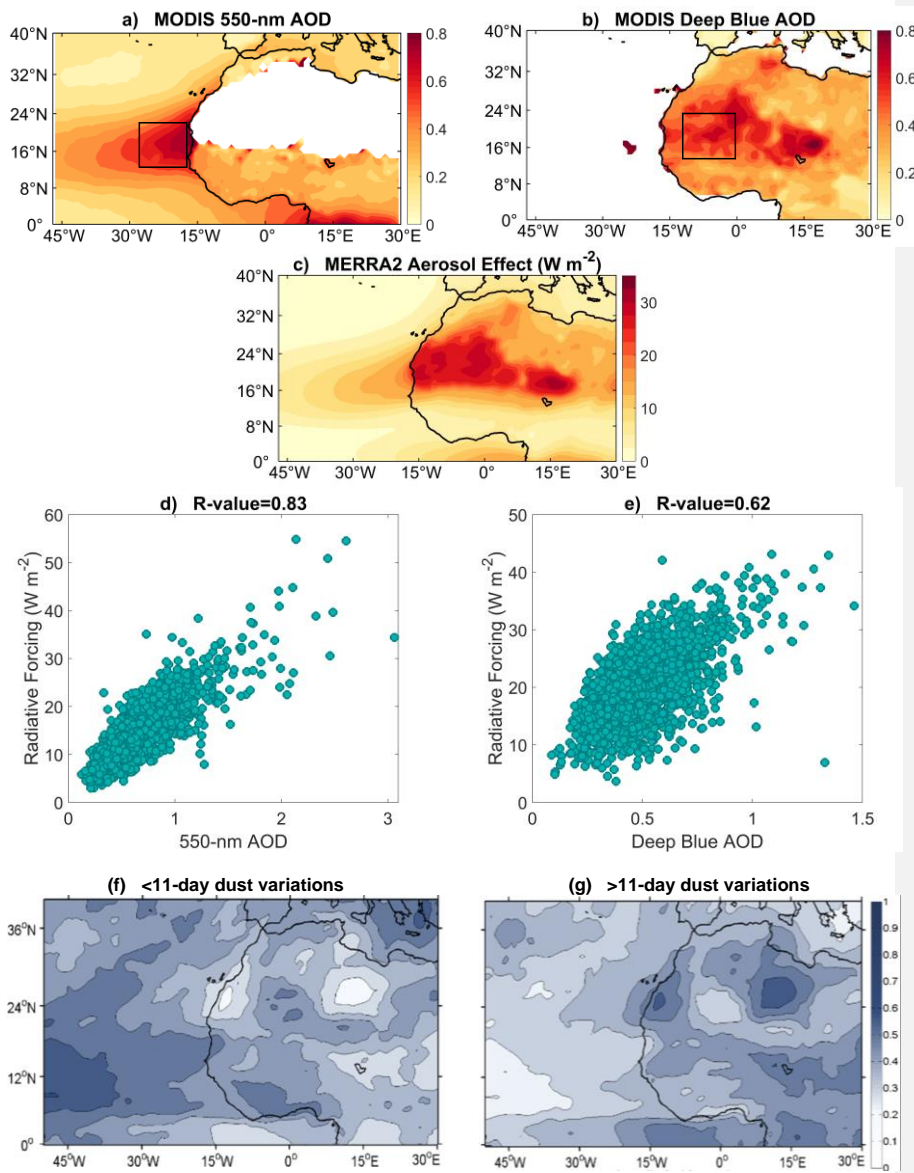 a) MODIS 550-nm AOD
b) MODIS Deep Blue AOD
40°N
32°N
24°N
16°N
8°N
0°
45°W 30°W 15°W 0° 15°E 30°E
0.8
0.6
0.4
0.2
0
40°N
32°N
24°N
16°N
8°N
0°
45°W 30°W 15°W 0° 15°E 30°E
0.8
0.6
0.4
0.2
0
c) MERRA2 Aerosol Effect (W m-2)
40°N
32°N
24°N
16°N
8°N
0°
45°W 30°W 15°W 0° 15°E 30°E
30
20
10
0
d) R-value=0.83
Radiative Forcing (W m-2)
60
50
40
30
20
10
0
0 1 2 3
550-nm AOD
e) R-value=0.62
Radiative Forcing (W m-2)
50
40
30
20
10
0
0 0.5 1 1.5
Deep Blue AOD
(f) <11-day dust variations
36°N
24°N
12°N
0°
45°W 30°W 15°W 0° 15°E 30°E
(g) >11-day dust variations
45°W 30°W 15°W 0° 15°E 30°E
1
0.9
0.8
0.7
0.6
0.5
0.4
0.3
0.2
0.1
0